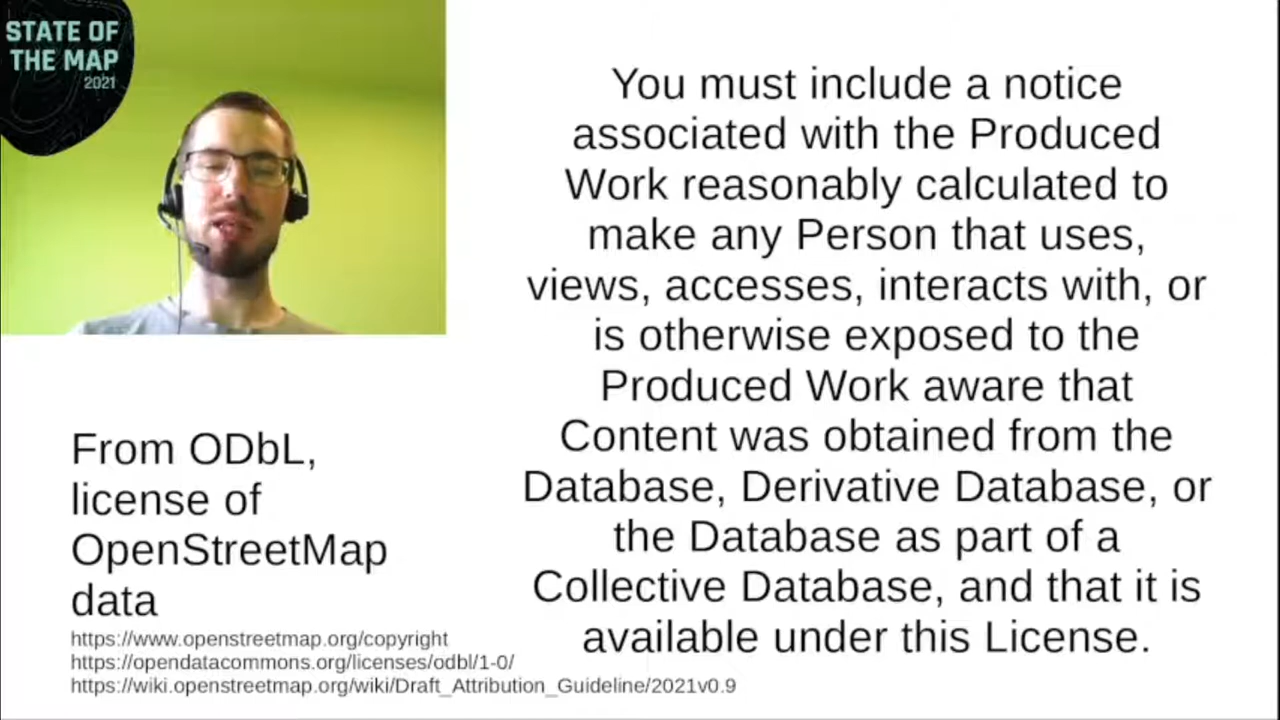 STATE OF
THE MAP
2021
You must include a notice
associated with the Produced
Work reasonably calculated to
make any Person that uses,
views, accesses, interacts with, or
is otherwise exposed to the
Produced Work aware that
Content was obtained from the
Database, Derivative Database, or
the Database as part of a
Collective Database, and that it is
available under this License.
From ODbL,
license of
OpenStreetMap
data
https://www.openstreetmap.org/copyright
https://opendatacommons.org/licenses/odbl/1-0/
https://wiki.openstreetmap.org/wiki/Draft_Attribution_Guideline/2021v0.9